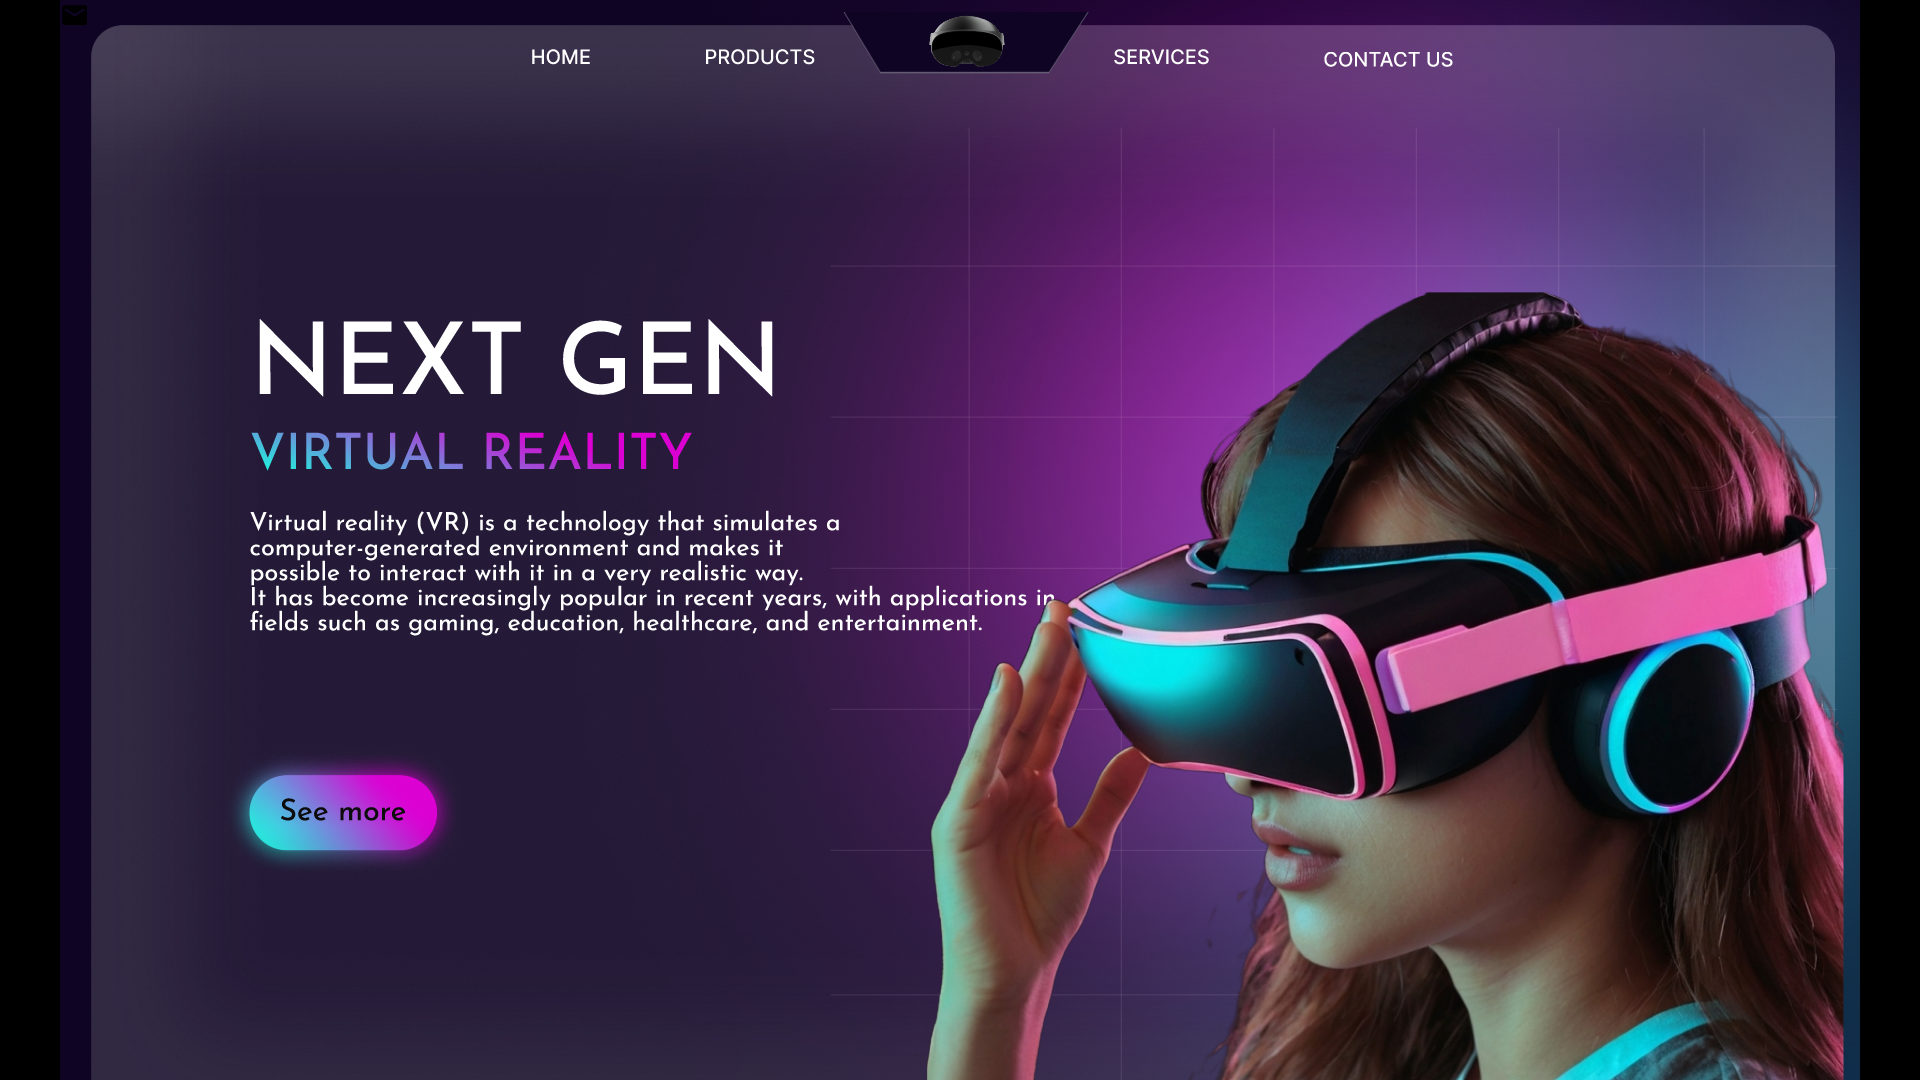 HOME
PRODUCTS
SERVICES
CONTACT US
NEXT GEN
VIRTUAL REALITY
Virtual reality (VR) is a technology that simulates a
computer-generated environment and makes it
possible to interact with it in a very realistic way.
It has become increasingly popular in recent years, with applications in
fields such as gaming, education, healthcare, and entertainment.
See more